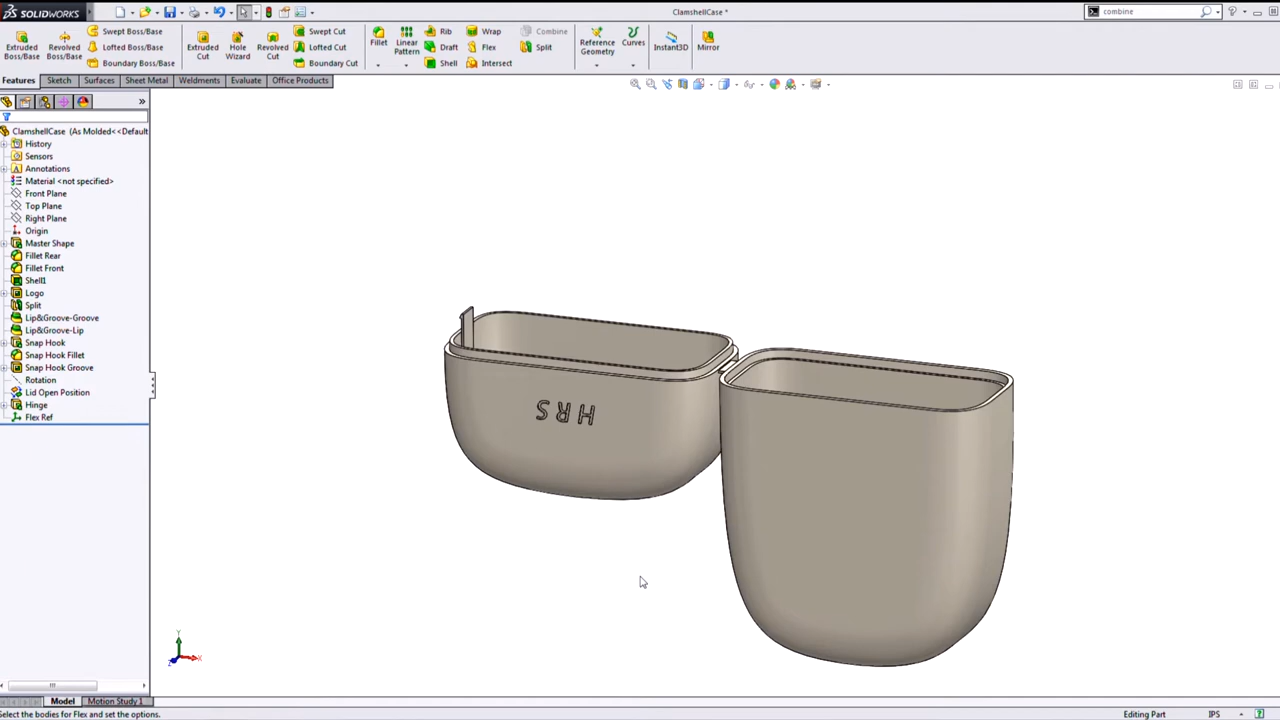 SOLIDWORKS
ClamshellCase *
combine
Extruded Boss/Base
Revolved Boss/Base
Swept Boss/Base
Lofted Boss/Base
Boundary Boss/Base
Extruded Cut
Hole Wizard
Revolved Cut
Swept Cut
Lofted Cut
Boundary Cut
Fillet
Linear Pattern
Rib
Draft
Shell
Wrap
Flex
Intersect
Combine
Split
Reference Geometry
Curves
Instant3D
Mirror
Features
Sketch
Surfaces
Sheet Metal
Weldments
Evaluate
Office Products
ClamshellCase (As Molded<<Default
History
Sensors
Annotations
Material <not specified>
Front Plane
Top Plane
Right Plane
Origin
Master Shape
Fillet Rear
Fillet Front
Shell1
Logo
Split
Lip&Groove-Groove
Lip&Groove-Lip
Snap Hook
Snap Hook Fillet
Snap Hook Groove
Rotation
Lid Open Position
Hinge
Flex Ref
HRS
Y
X
Z
Model
Motion Study 1
Select the bodies for Flex and set the options.
Editing Part
IPS